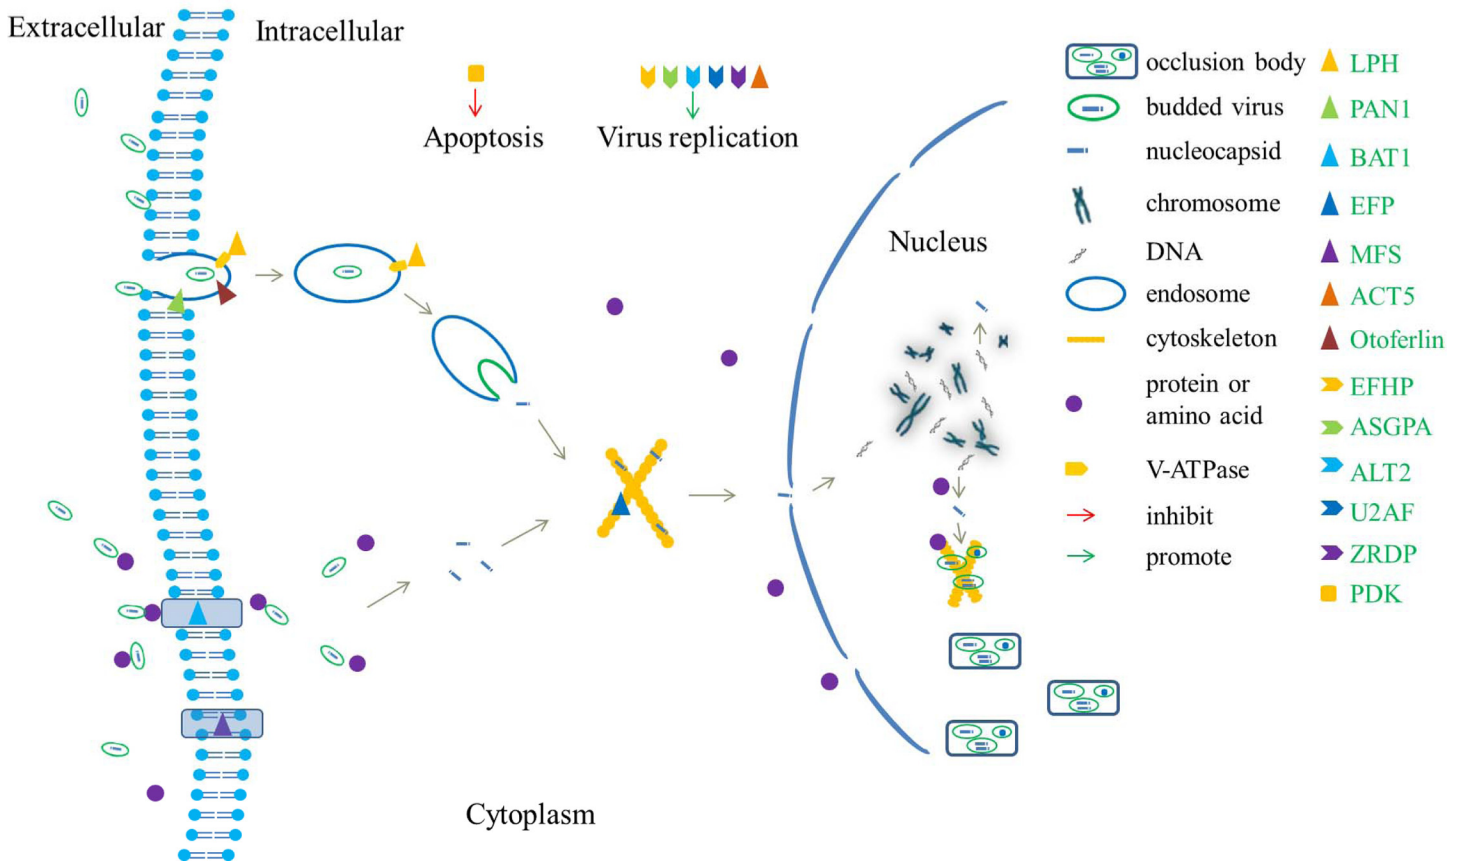 Extracellular
Intracellular
Apoptosis
Virus replication
Nucleus
Cytoplasm
occlusion body
budded virus
nucleocapsid
chromosome
DNA
endosome
cytoskeleton
protein or
amino acid
V-ATPase
inhibit
promote
LPH
PAN1
BAT1
EFP
MFS
ACT5
Otoferlin
EFHP
ASGPA
ALT2
U2AF
ZRDP
PDK